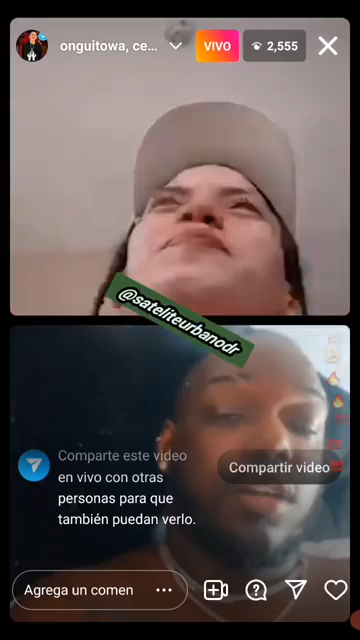 onguitowa, ce...
VIVO
2,555
@sateliteurbanodr
Comparte este video
en vivo con otras
personas para que
también puedan verlo.
Compartir video
Agrega un comen